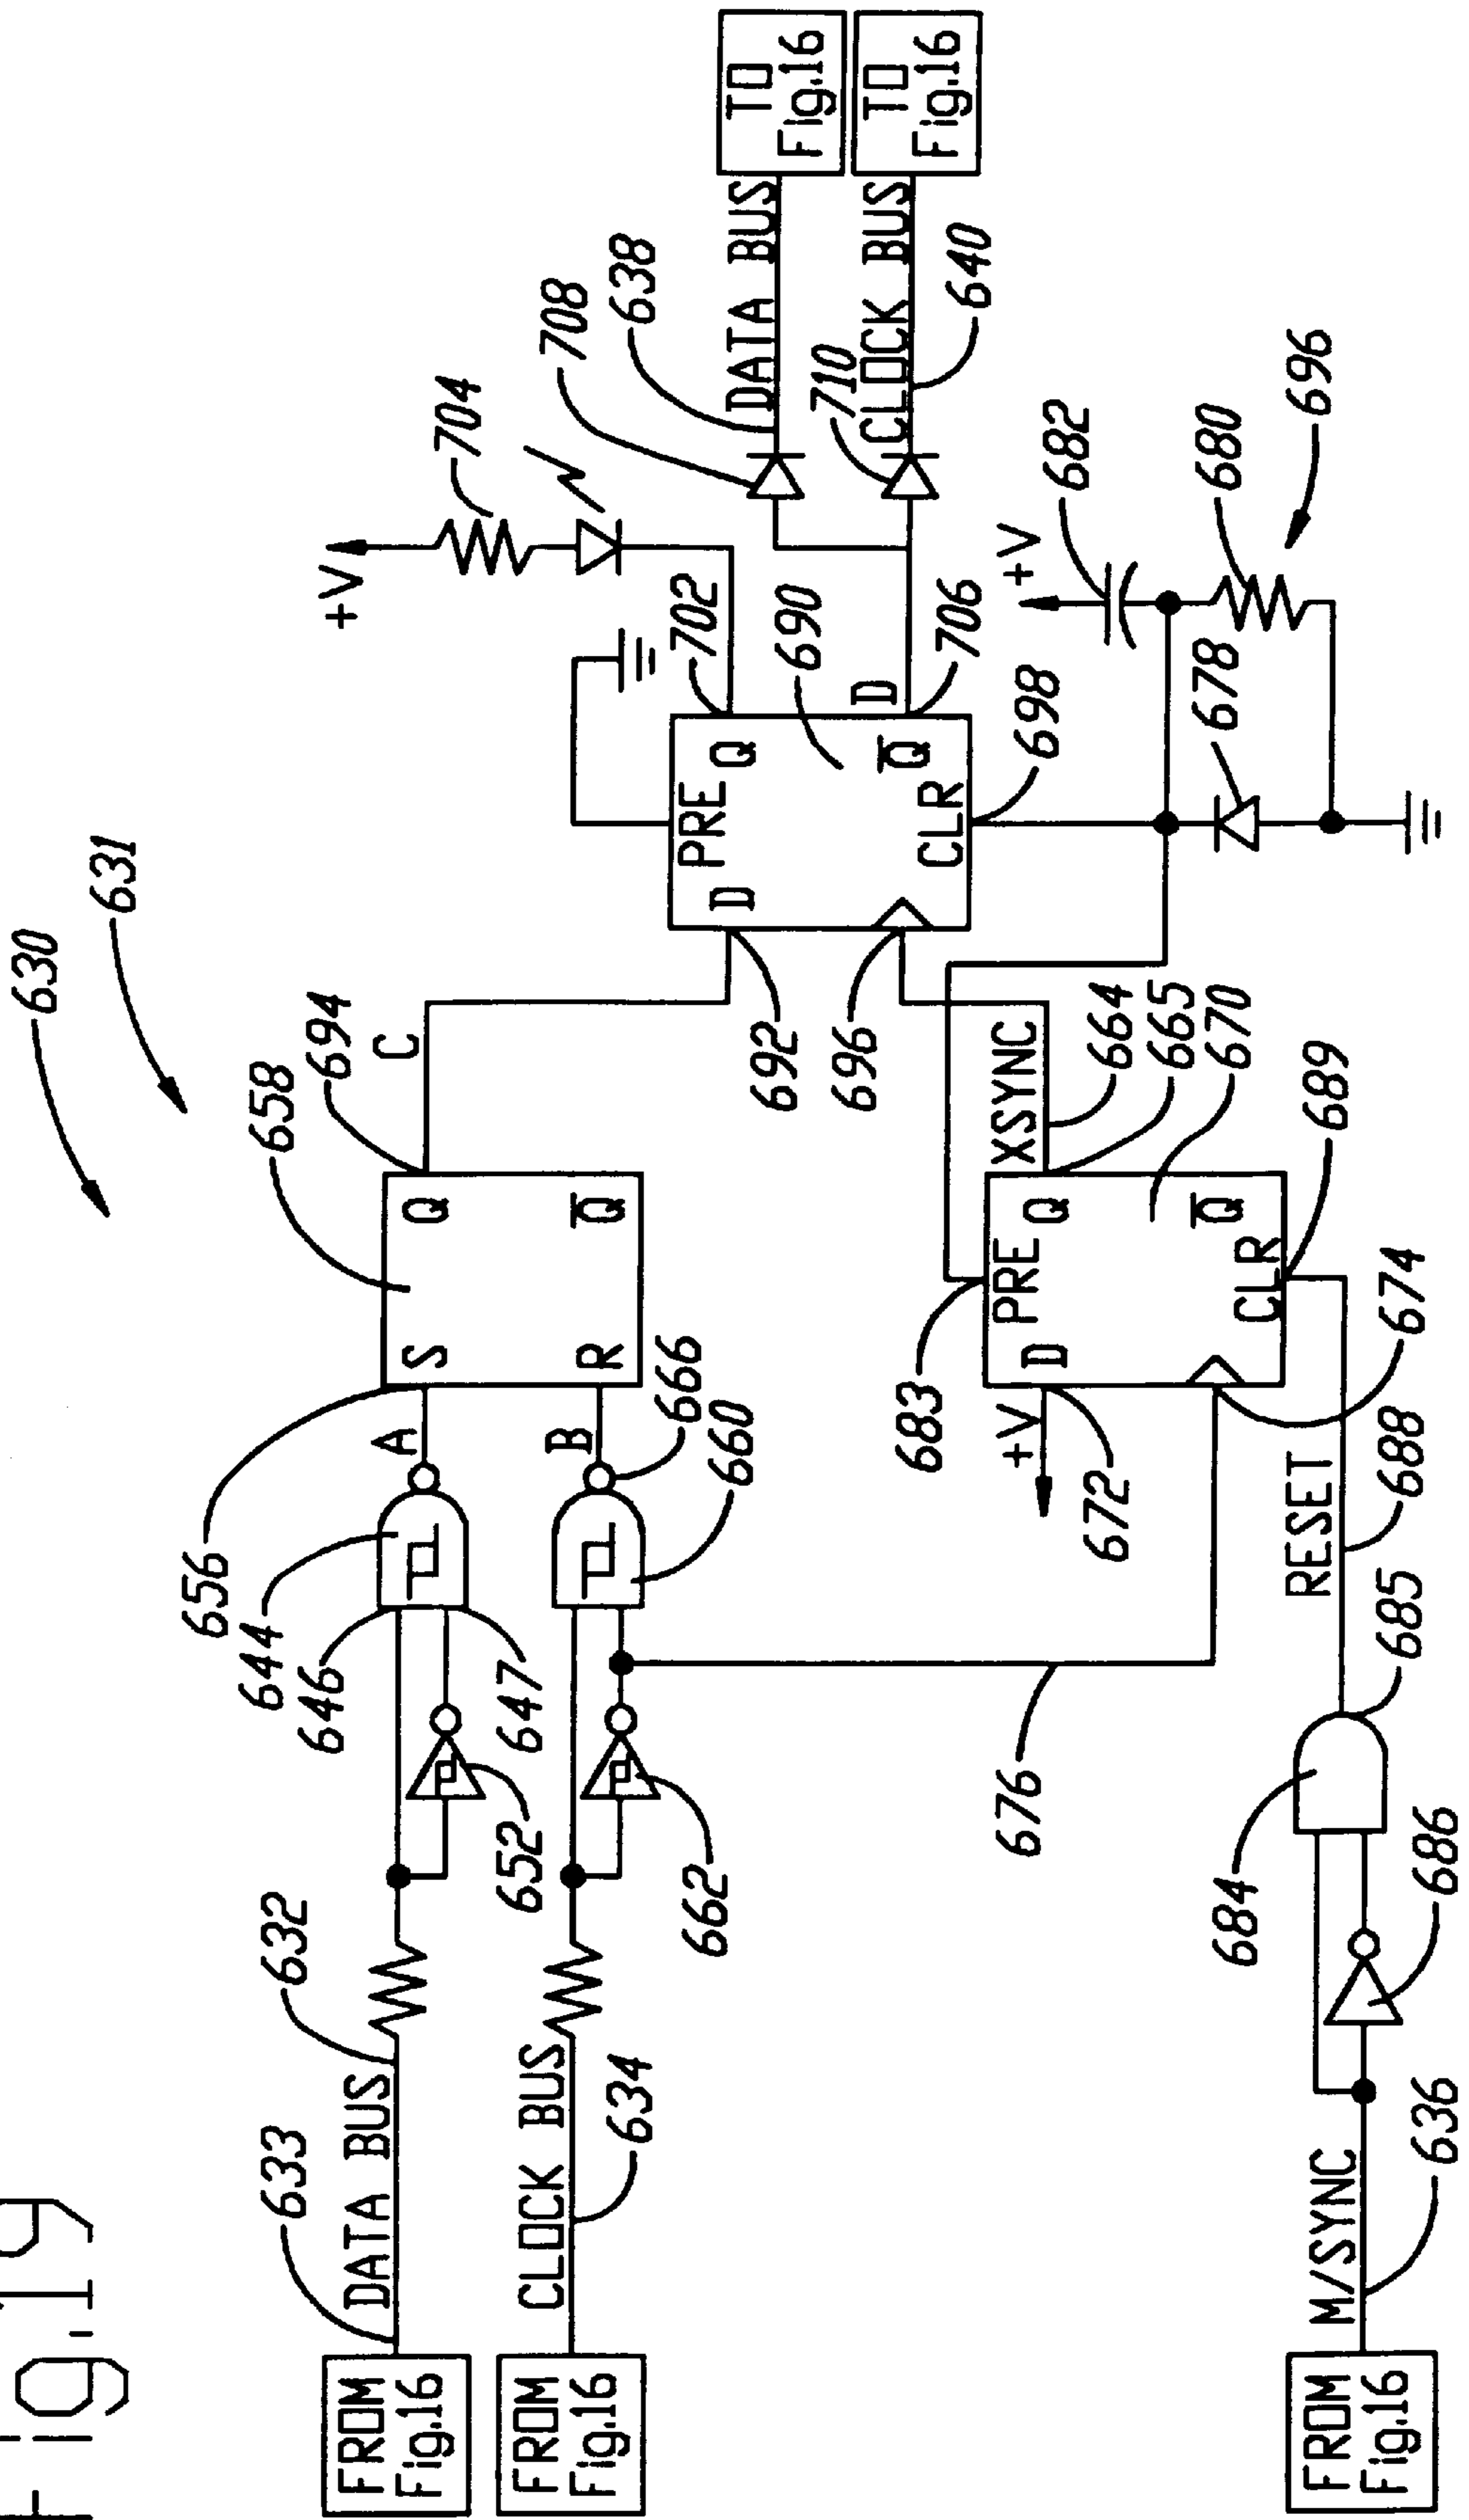 Fig.19
630
631
633
632
DATA BUS
FROM
Fig.16
CLOCK BUS
634
FROM
Fig.16
652
662
646
644
647
656
A
B
666
660
658
S
Q
R
Q̅
694
C
692
696
D
PRE
Q
Q̅
CLR
690
702
D
706
698
+V
704
708
638
DATA BUS
TO
Fig.16
710
CLOCK BUS
640
TO
Fig.16
+V
682
680
678
696
676
683
+V
672
D
PRE
Q
Q̅
CLR
XSYNC
664
665
670
689
674
RESET
688
685
684
686
M/SYNC
636
FROM
Fig.16